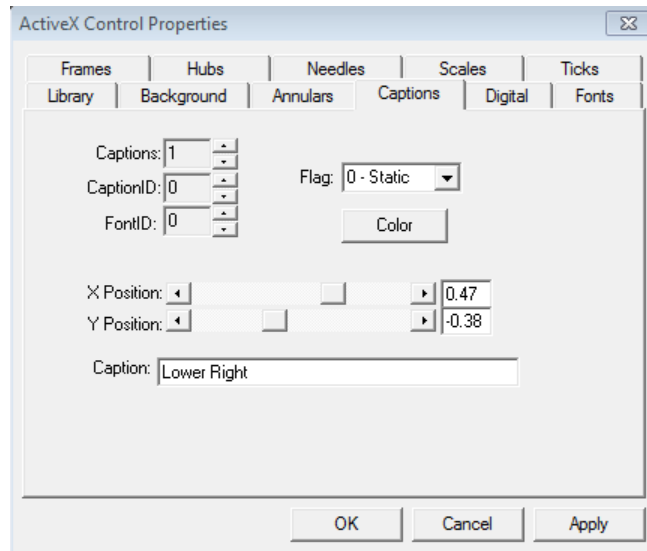 ActiveX Control Properties
Frames Hubs Needles Scales Ticks
Library Background Annulars Captions Digital Fonts
Captions: 1
CaptionID: 0
FontID: 0
Flag: 0 - Static
Color
X Position: 0.47
Y Position: -0.38
Caption: Lower Right
OK Cancel Apply